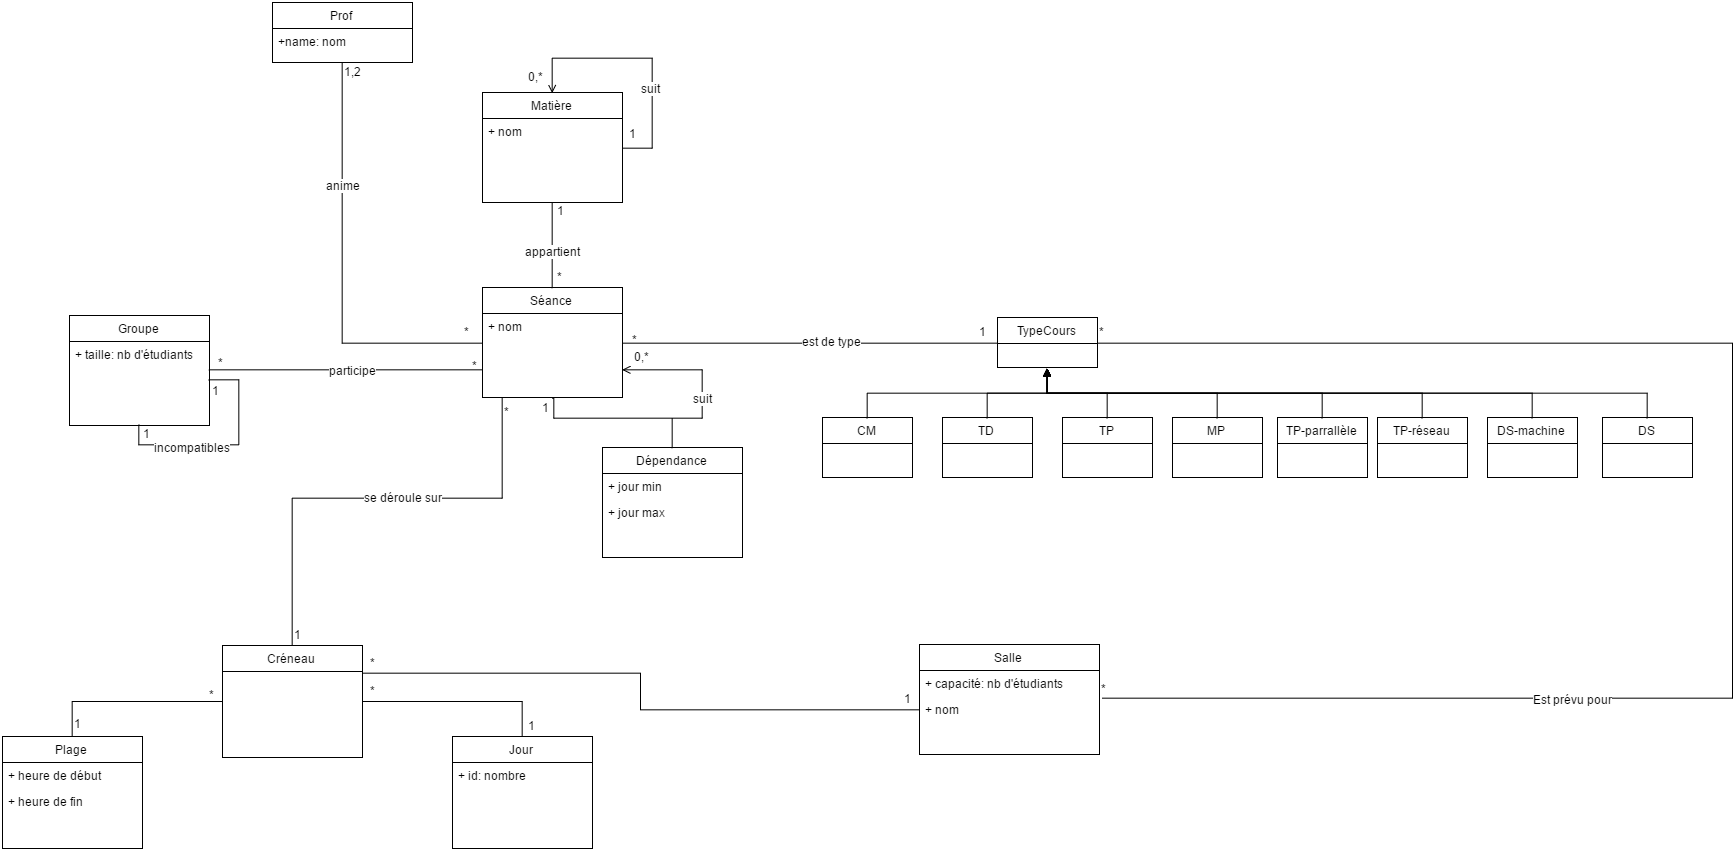 Prof
+name: nom
1,2
0,*
suit
Matière
+ nom
1
anime
1
appartient
*
Séance
+ nom
*
*
0,*
suit
1
*
Groupe
+ taille: nb d'étudiants
*
participe
*
1
1
incompatibles
est de type
1
TypeCours
*
CM
TD
TP
MP
TP-parrallèle
TP-réseau
DS-machine
DS
Dépendance
+ jour min
+ jour max
se déroule sur
1
Créneau
*
*
*
1
1
1
Salle
+ capacité: nb d'étudiants
+ nom
*
Est prévu pour
Plage
+ heure de début
+ heure de fin
Jour
+ id: nombre